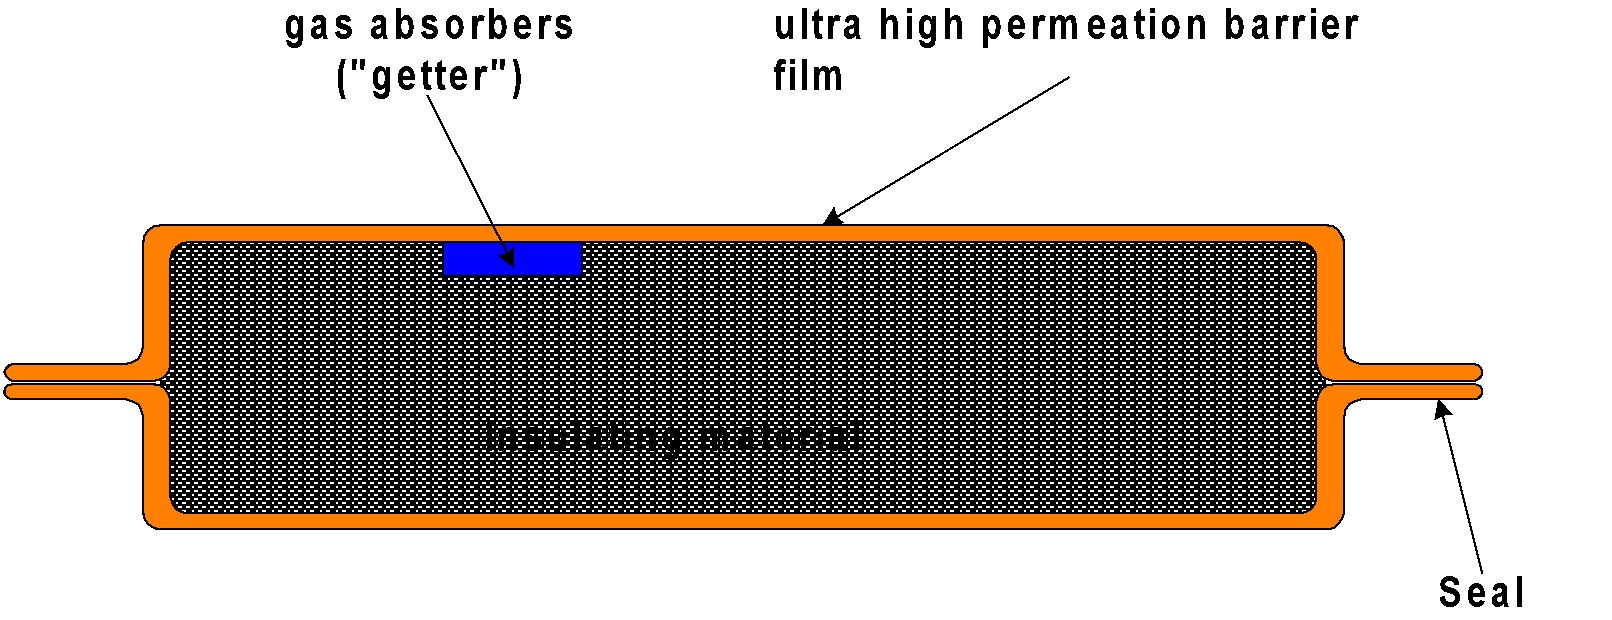 gas absorbers
("getter")
ultra high permeation barrier
film
Insulating material
Seal